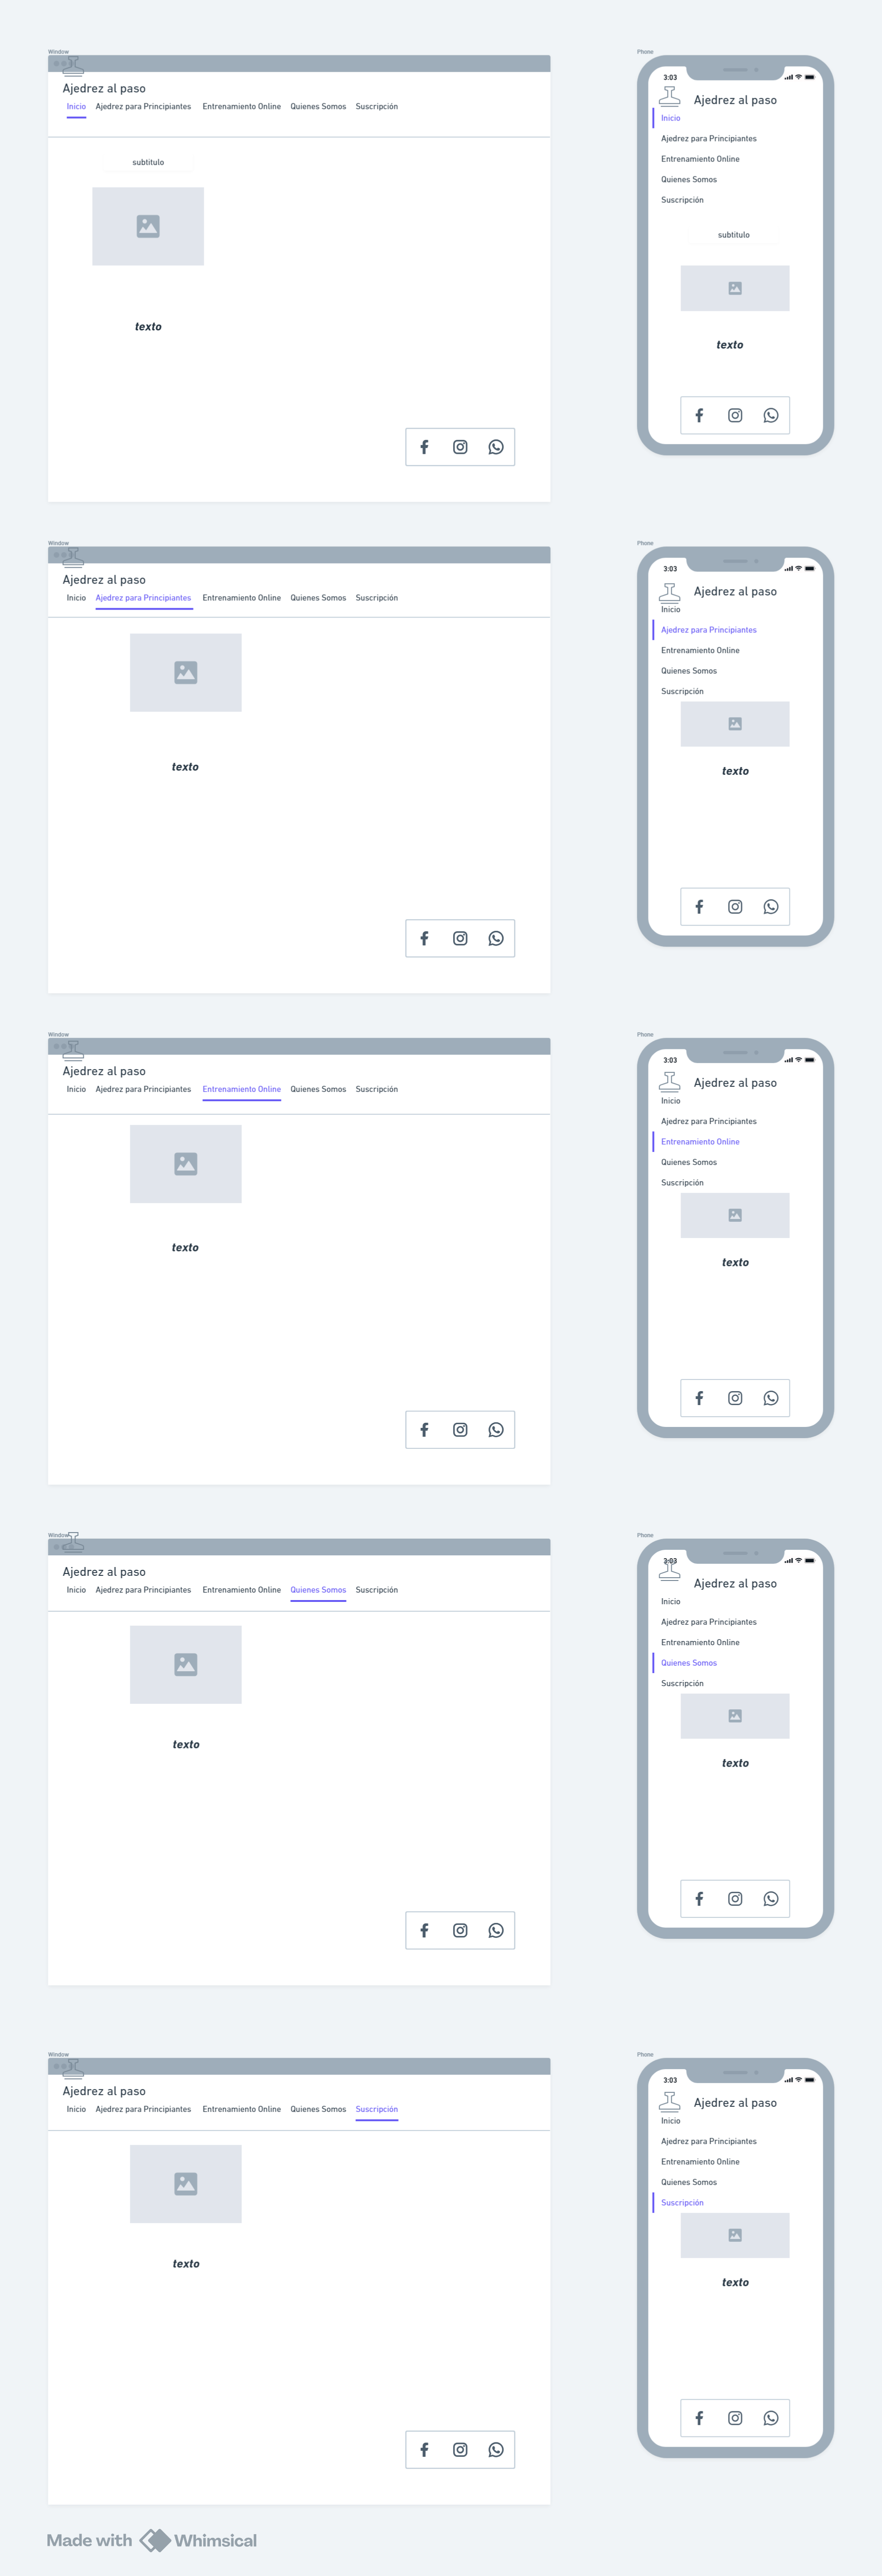 Window
Ajedrez al paso
Inicio Ajedrez para Principiantes Entrenamiento Online Quienes Somos Suscripción
subtitulo
texto
Phone
3:03
Ajedrez al paso
Inicio
Ajedrez para Principiantes
Entrenamiento Online
Quienes Somos
Suscripción
subtitulo
texto
Window
Ajedrez al paso
Inicio Ajedrez para Principiantes Entrenamiento Online Quienes Somos Suscripción
texto
Phone
3:03
Ajedrez al paso
Inicio
Ajedrez para Principiantes
Entrenamiento Online
Quienes Somos
Suscripción
texto
Window
Ajedrez al paso
Inicio Ajedrez para Principiantes Entrenamiento Online Quienes Somos Suscripción
texto
Phone
3:03
Ajedrez al paso
Inicio
Ajedrez para Principiantes
Entrenamiento Online
Quienes Somos
Suscripción
texto
Window
Ajedrez al paso
Inicio Ajedrez para Principiantes Entrenamiento Online Quienes Somos Suscripción
texto
Phone
3:03
Ajedrez al paso
Inicio
Ajedrez para Principiantes
Entrenamiento Online
Quienes Somos
Suscripción
texto
Window
Ajedrez al paso
Inicio Ajedrez para Principiantes Entrenamiento Online Quienes Somos Suscripción
texto
Phone
3:03
Ajedrez al paso
Inicio
Ajedrez para Principiantes
Entrenamiento Online
Quienes Somos
Suscripción
texto
Made with Whimsical